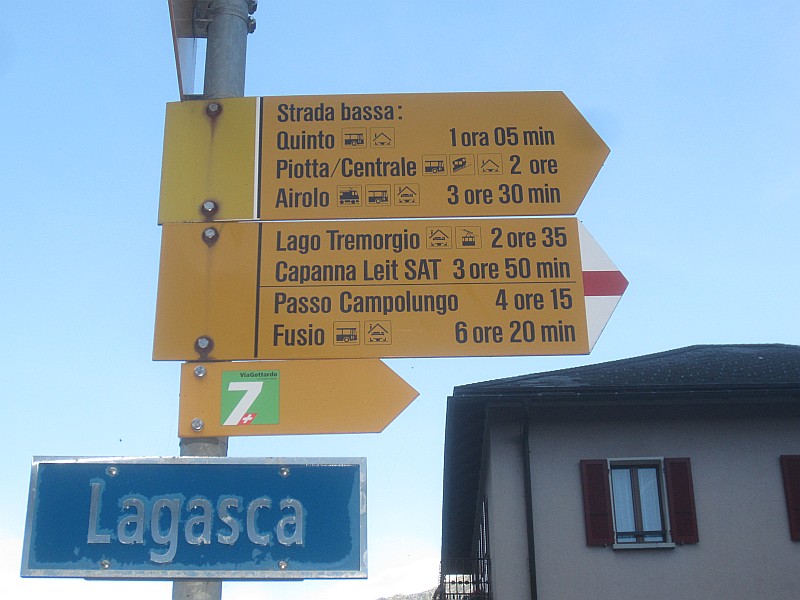 Strada bassa:
Quinto 1 ora 05 min
Piotta/Centrale 2 ore
Airolo 3 ore 30 min
Lago Tremorgio 2 ore 35
Capanna Leit SAT 3 ore 50 min
Passo Campolungo 4 ore 15
Fusio 6 ore 20 min
ViaGottardo
7
Lagasca